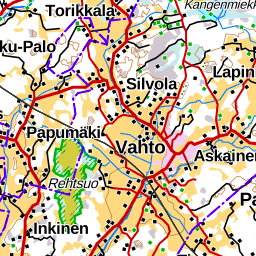 Kangenmiekk
Torikkala
ku-Palo
Lapin
Silvola
Papumäki
Vahto
Askainen
Rehtsuo
Pa
Inkinen